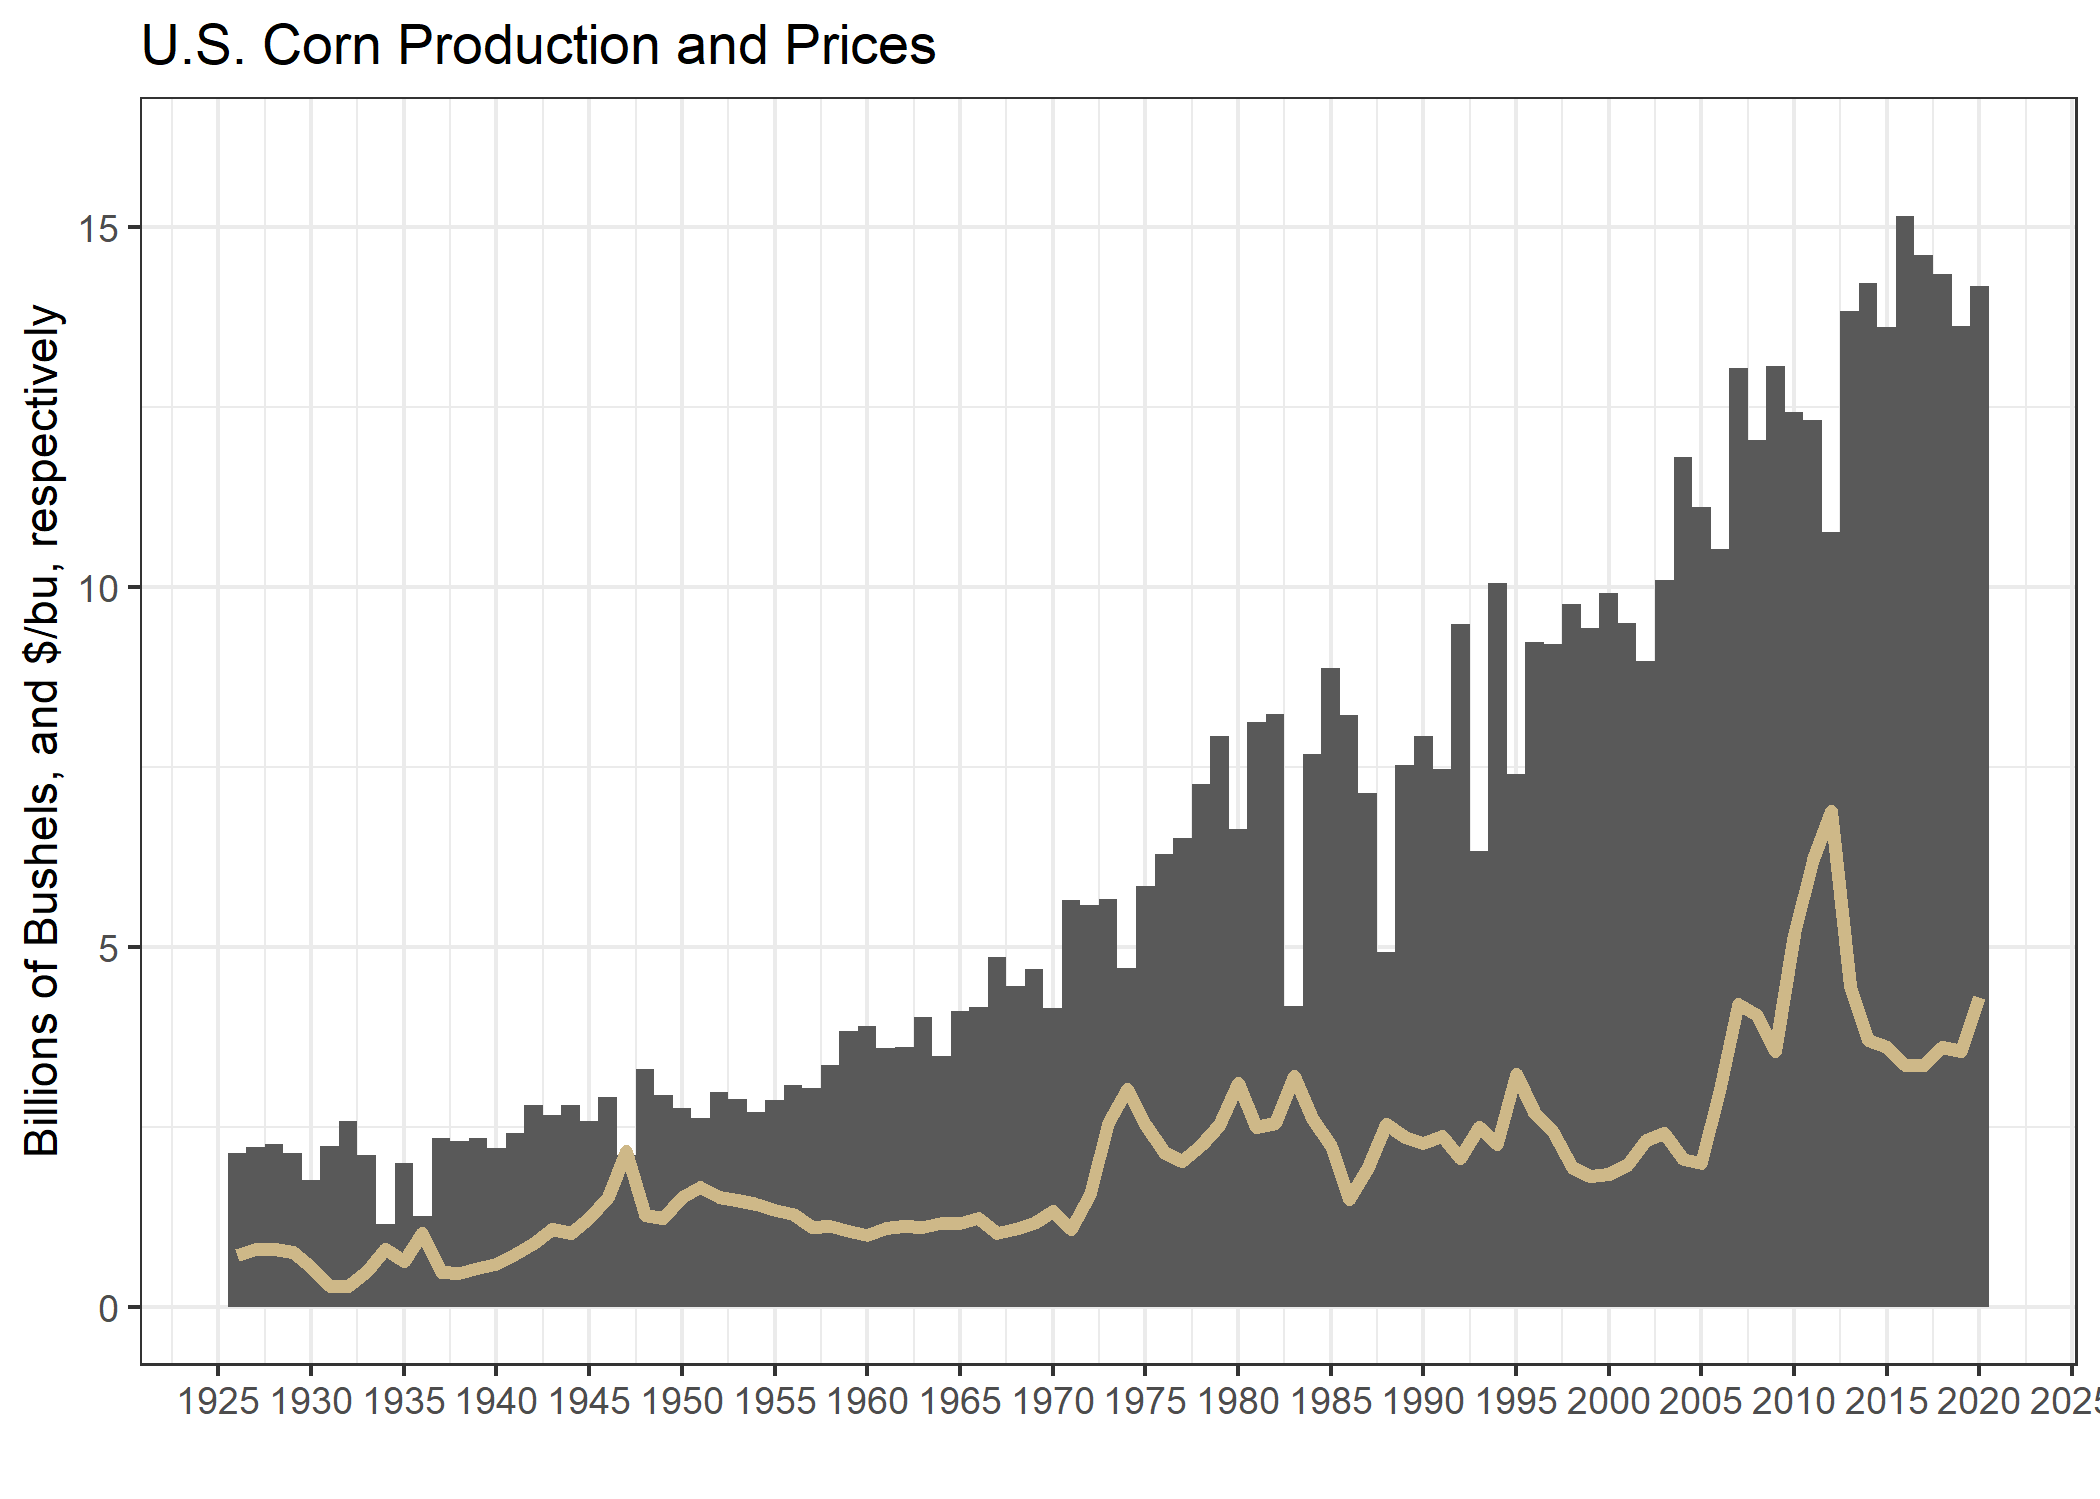 U.S. Corn Production and Prices
Billions of Bushels, and $/bu, respectively
15
10
5
0
1925 1930 1935 1940 1945 1950 1955 1960 1965 1970 1975 1980 1985 1990 1995 2000 2005 2010 2015 2020 2025